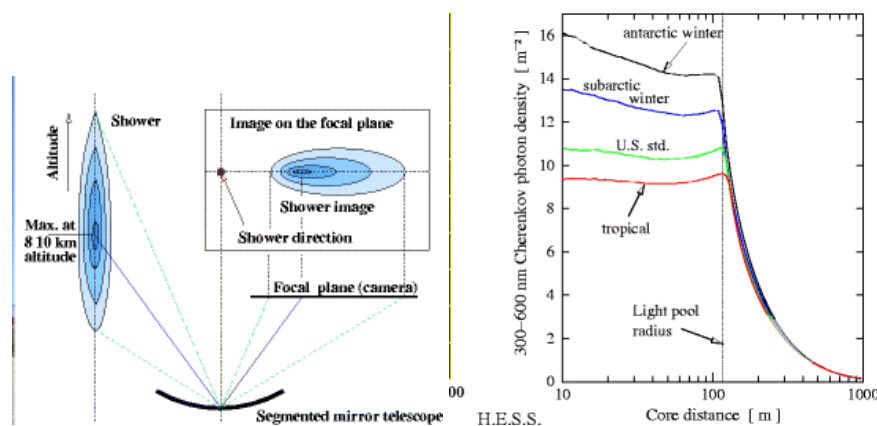 Shower
Altitude
Max. at
8 10 km
altitude
Image on the focal plane
Shower image
Shower direction
Focal plane (camera)
Segmented mirror telescope
00
H.E.S.S.
300-600 nm Cherenkov photon density [ m⁻² ]
16
14
12
10
8
6
4
2
0
antarctic winter
subarctic
winter
U.S. std.
tropical
Light pool
radius
10
100
1000
Core distance [ m ]